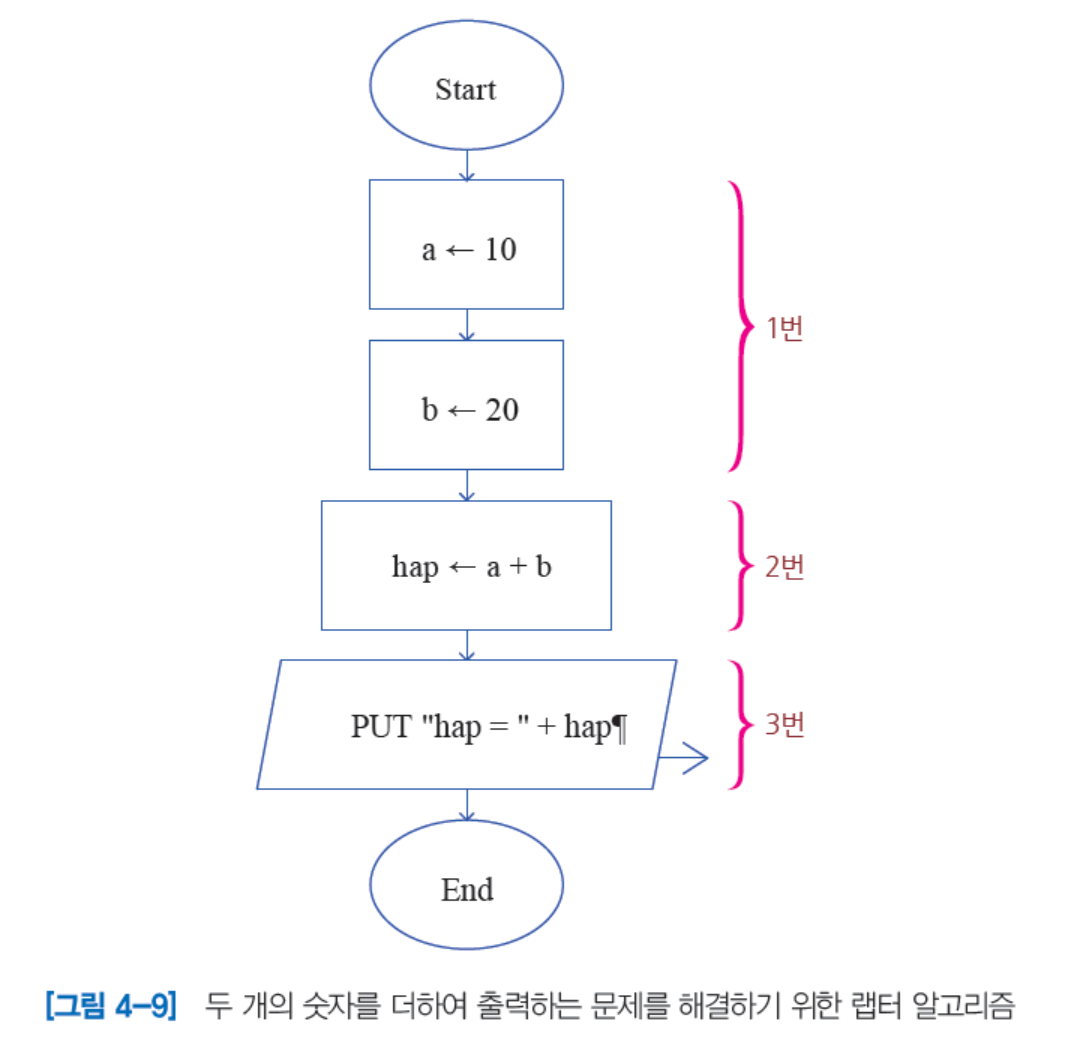 Start
a ← 10
1번
b ← 20
hap ← a + b
2번
PUT "hap = " + hap¶
3번
End
[그림 4–9] 두 개의 숫자를 더하여 출력하는 문제를 해결하기 위한 랩터 알고리즘